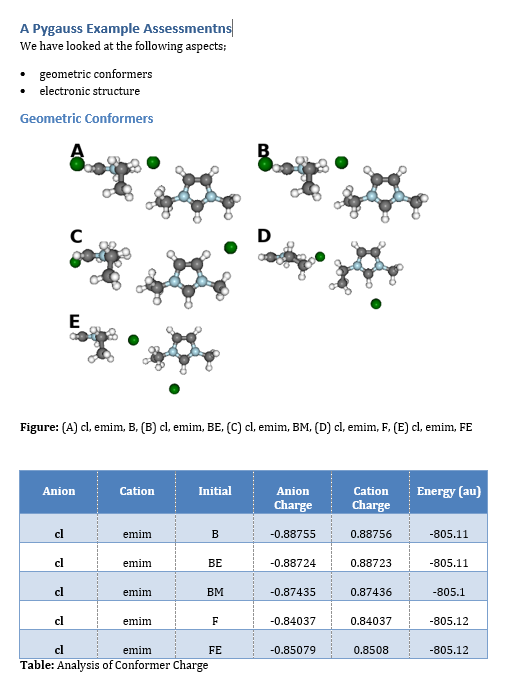 A Pygauss Example Assessmentns
We have looked at the following aspects;
• geometric conformers
• electronic structure
Geometric Conformers
A B
C D
E
Figure: (A) cl, emim, B, (B) cl, emim, BE, (C) cl, emim, BM, (D) cl, emim, F, (E) cl, emim, FE
Anion Cation Initial Anion Charge Cation Charge Energy (au)
cl emim B -0.88755 0.88756 -805.11
cl emim BE -0.88724 0.88723 -805.11
cl emim BM -0.87435 0.87436 -805.1
cl emim F -0.84037 0.84037 -805.12
cl emim FE -0.85079 0.8508 -805.12
Table: Analysis of Conformer Charge